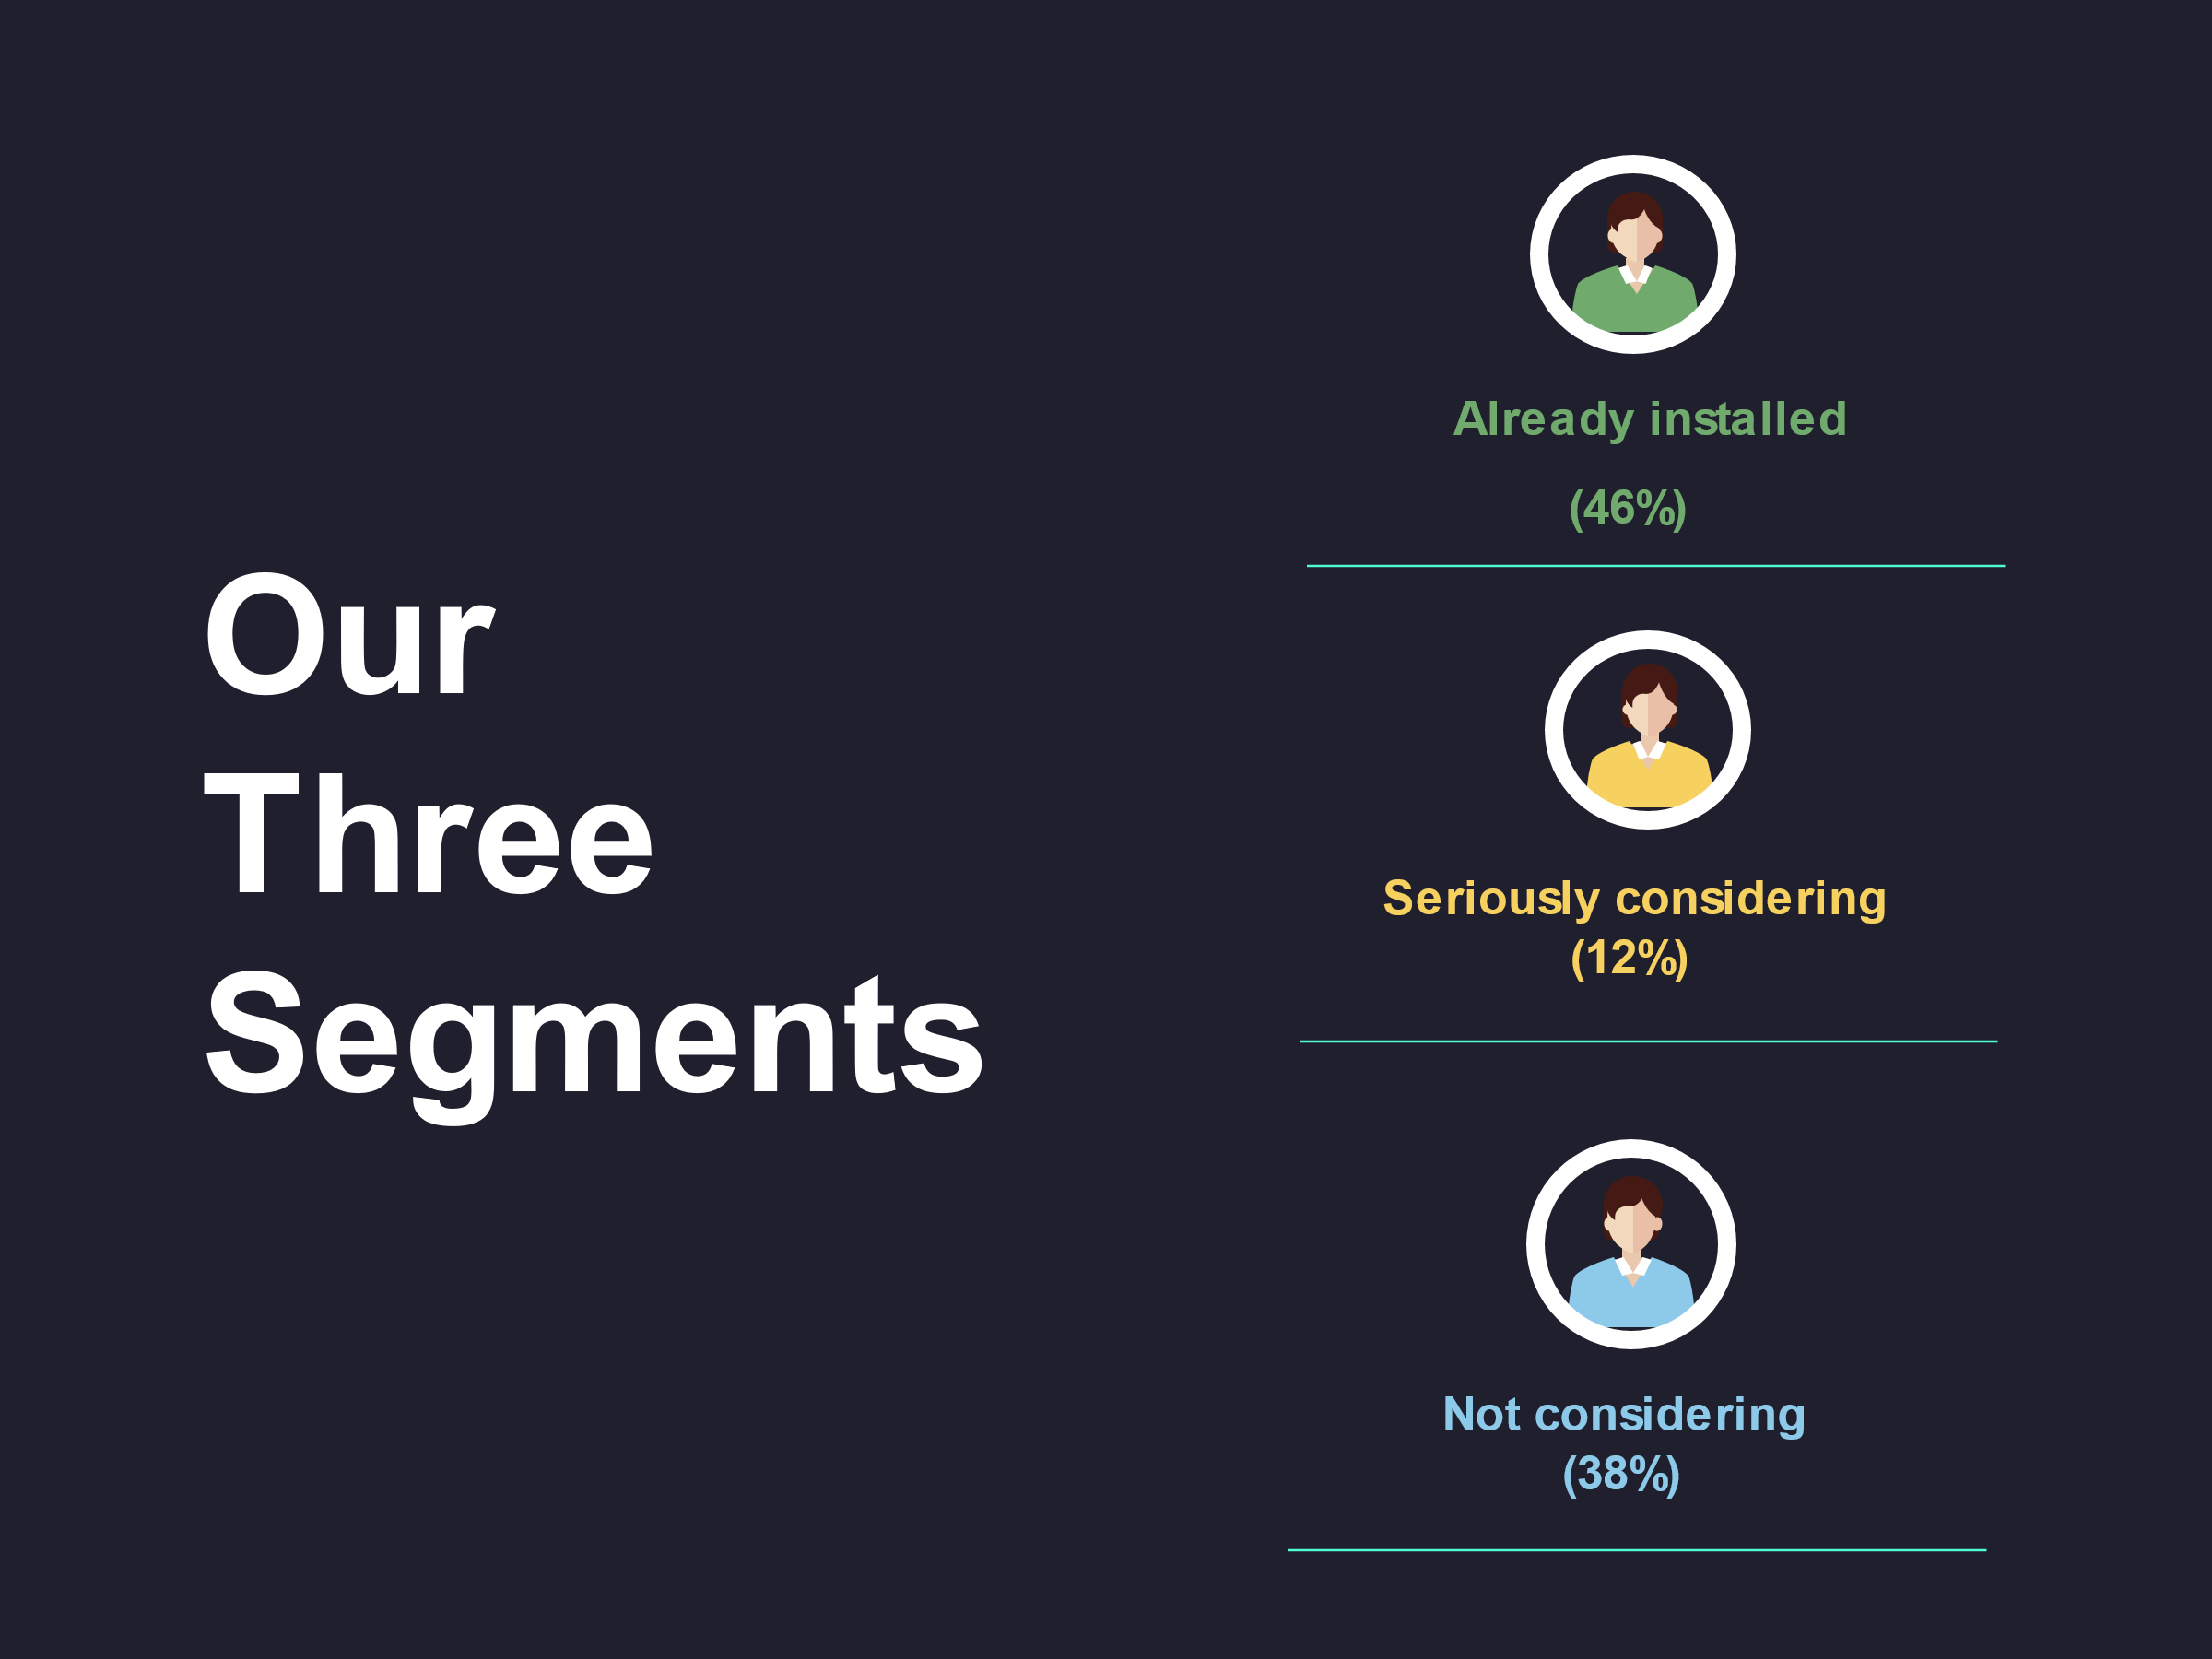 Our
Three
Segments
Already installed
(46%)
Seriously considering
(12%)
Not considering
(38%)